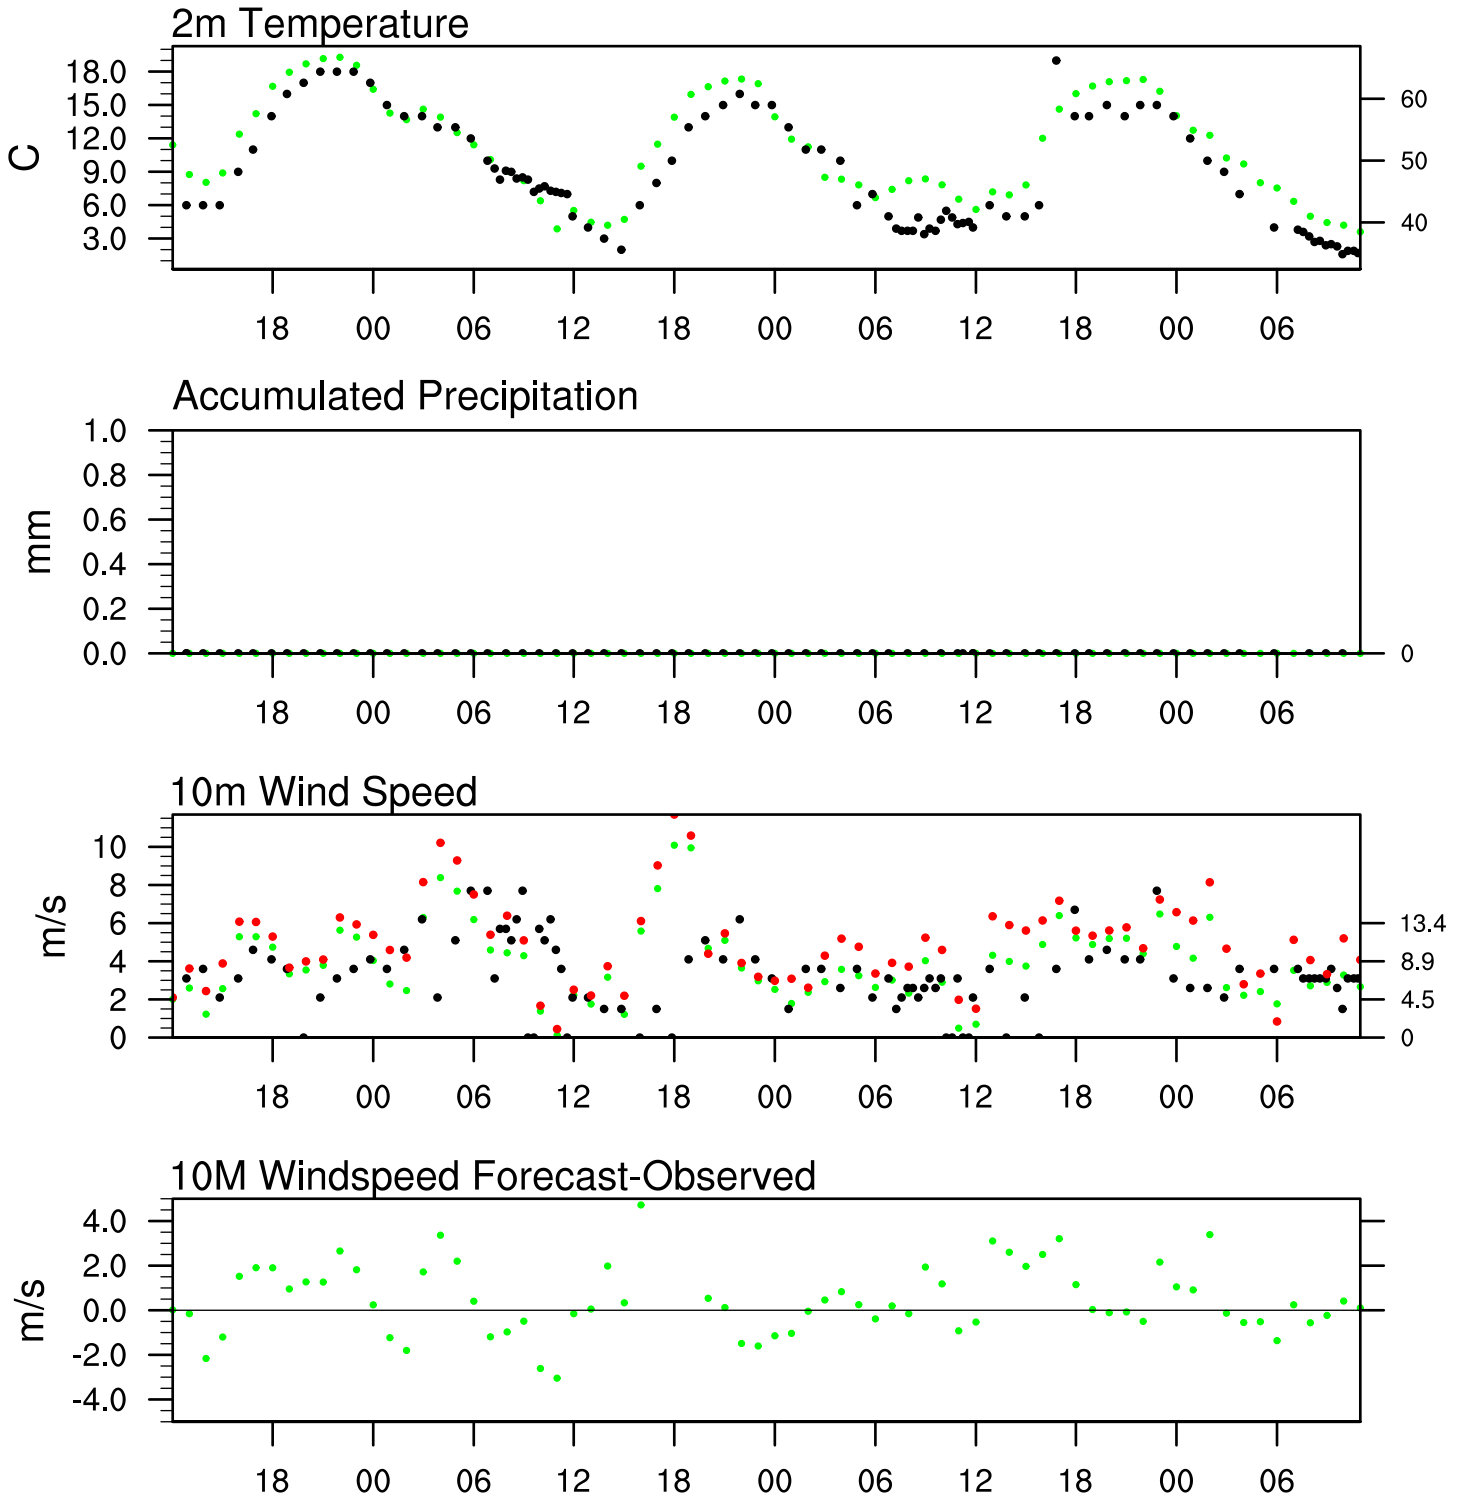 2m Temperature
C
18.0
15.0
12.0
9.0
6.0
3.0
60
50
40
18 00 06 12 18 00 06 12 18 00 06
Accumulated Precipitation
mm
1.0
0.8
0.6
0.4
0.2
0.0
0
18 00 06 12 18 00 06 12 18 00 06
10m Wind Speed
m/s
10
8
6
4
2
0
13.4
8.9
4.5
0
18 00 06 12 18 00 06 12 18 00 06
10M Windspeed Forecast-Observed
m/s
4.0
2.0
0.0
-2.0
-4.0
18 00 06 12 18 00 06 12 18 00 06